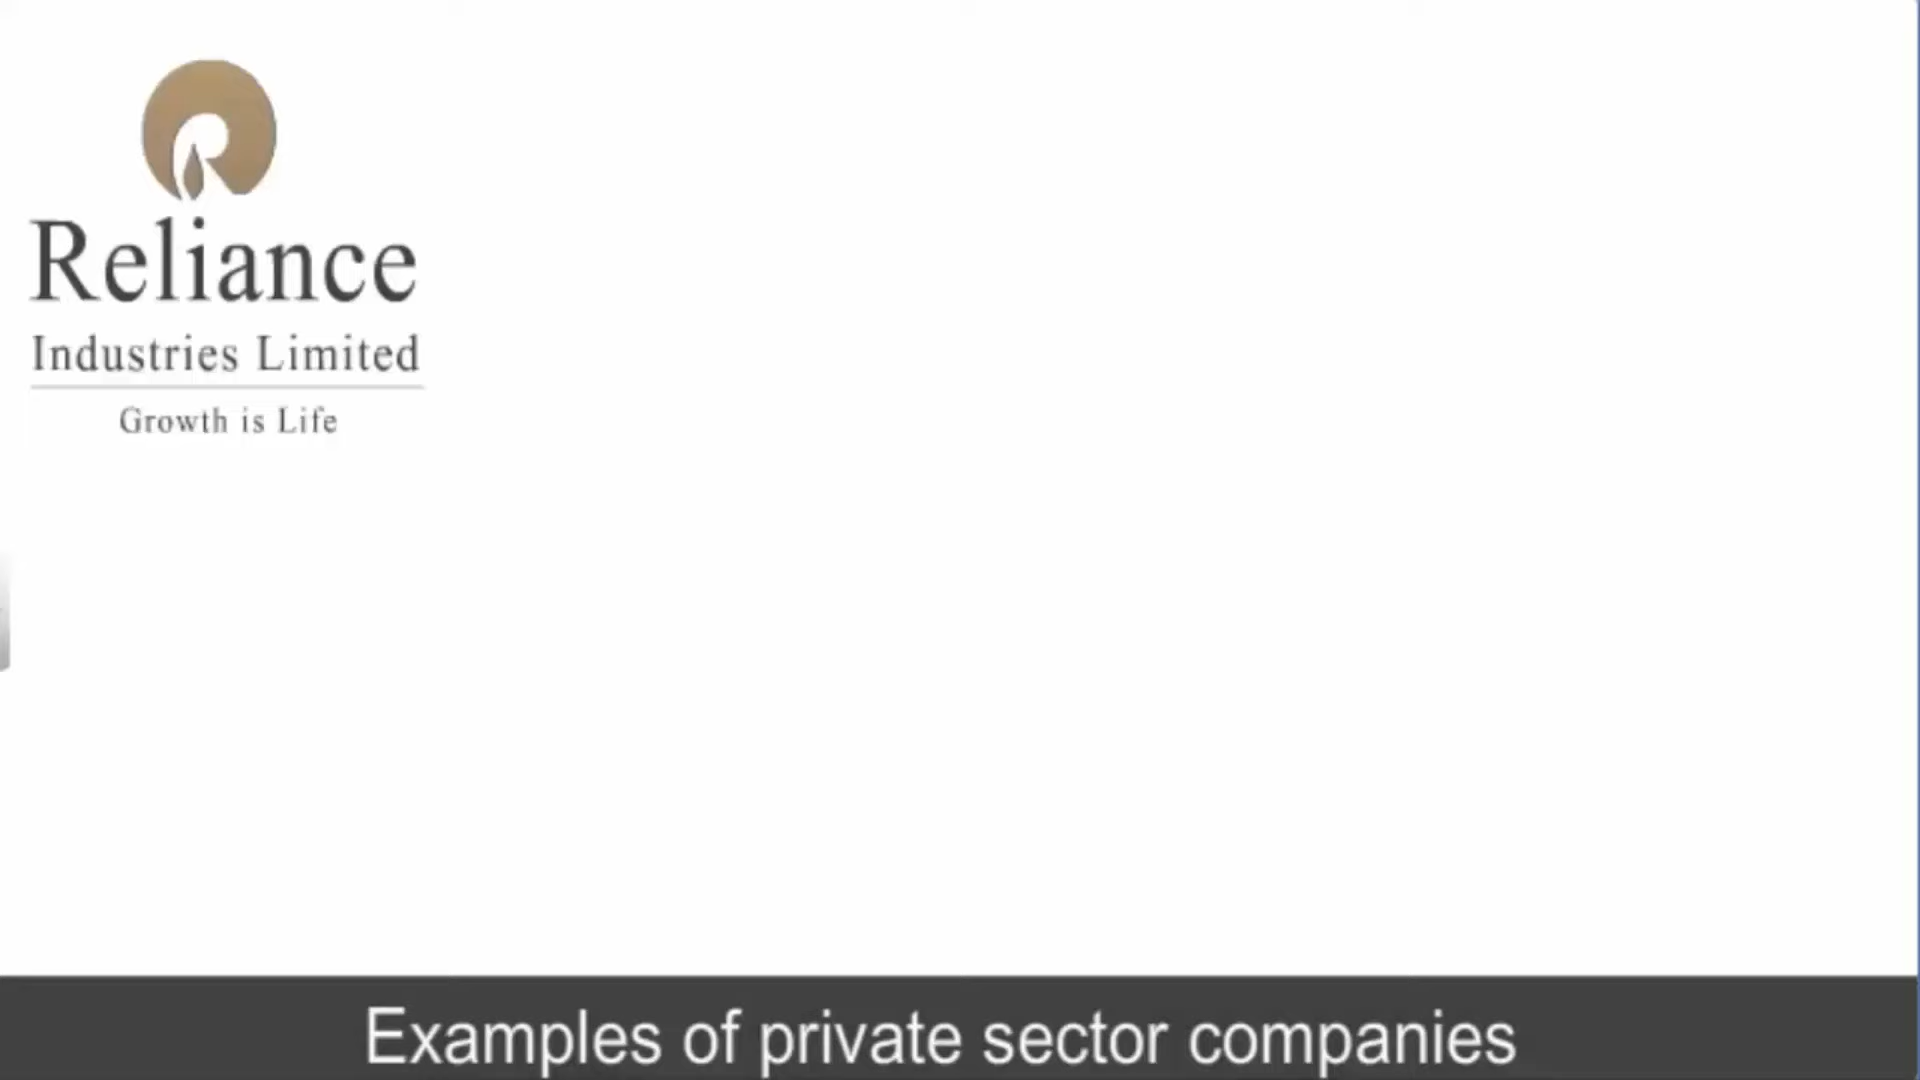 Reliance
Industries Limited
Growth is Life
Examples of private sector companies